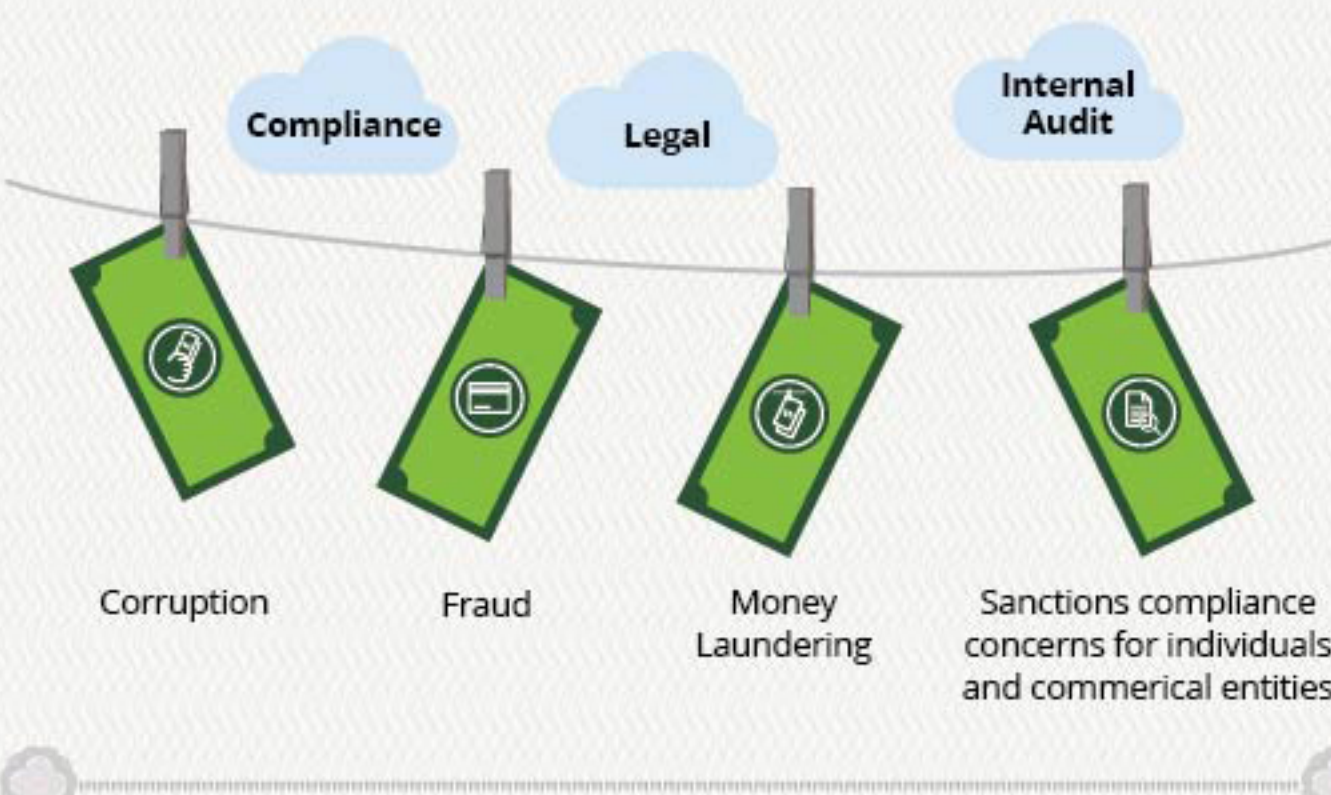 Compliance
Legal
Internal
Audit
Corruption
Fraud
Money
Laundering
Sanctions compliance
concerns for individuals
and commerical entities